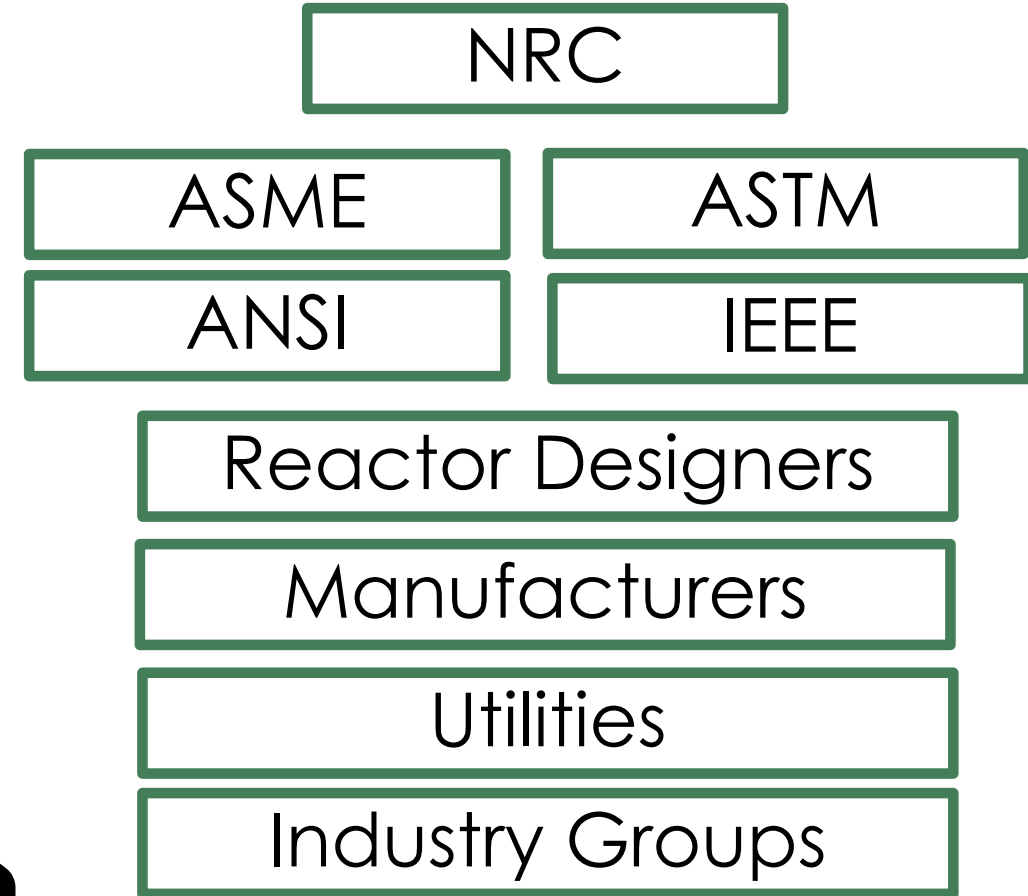 NRC
ASME
ASTM
ANSI
IEEE
Reactor Designers
Manufacturers
Utilities
Industry Groups